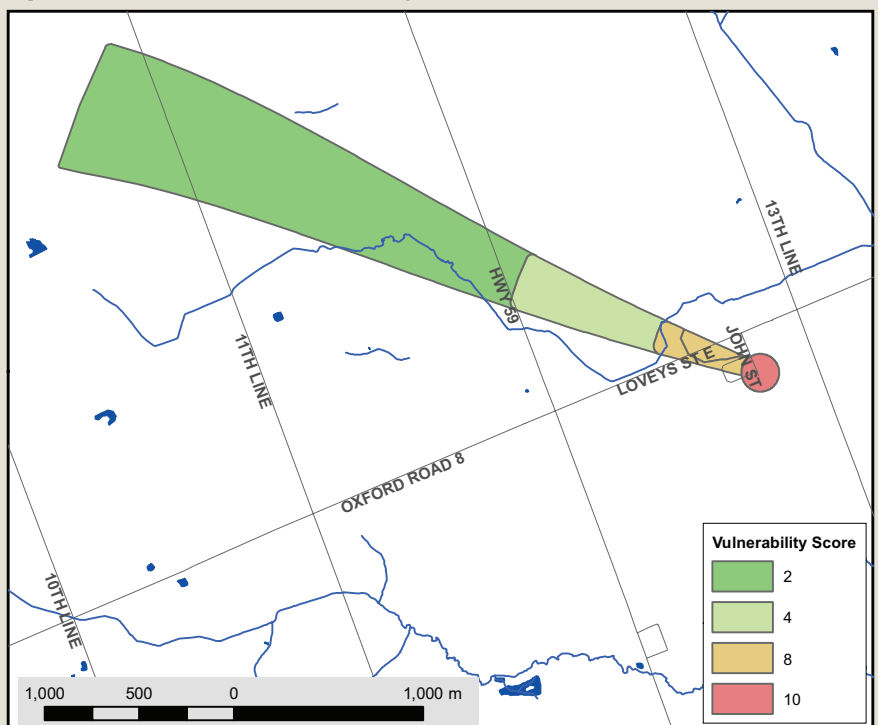 13TH LINE
HWY 59
JOHN ST
LOVEYS ST E
11TH LINE
OXFORD ROAD 8
10TH LINE
Vulnerability Score
2
4
8
10
1,000 500 0 1,000 m